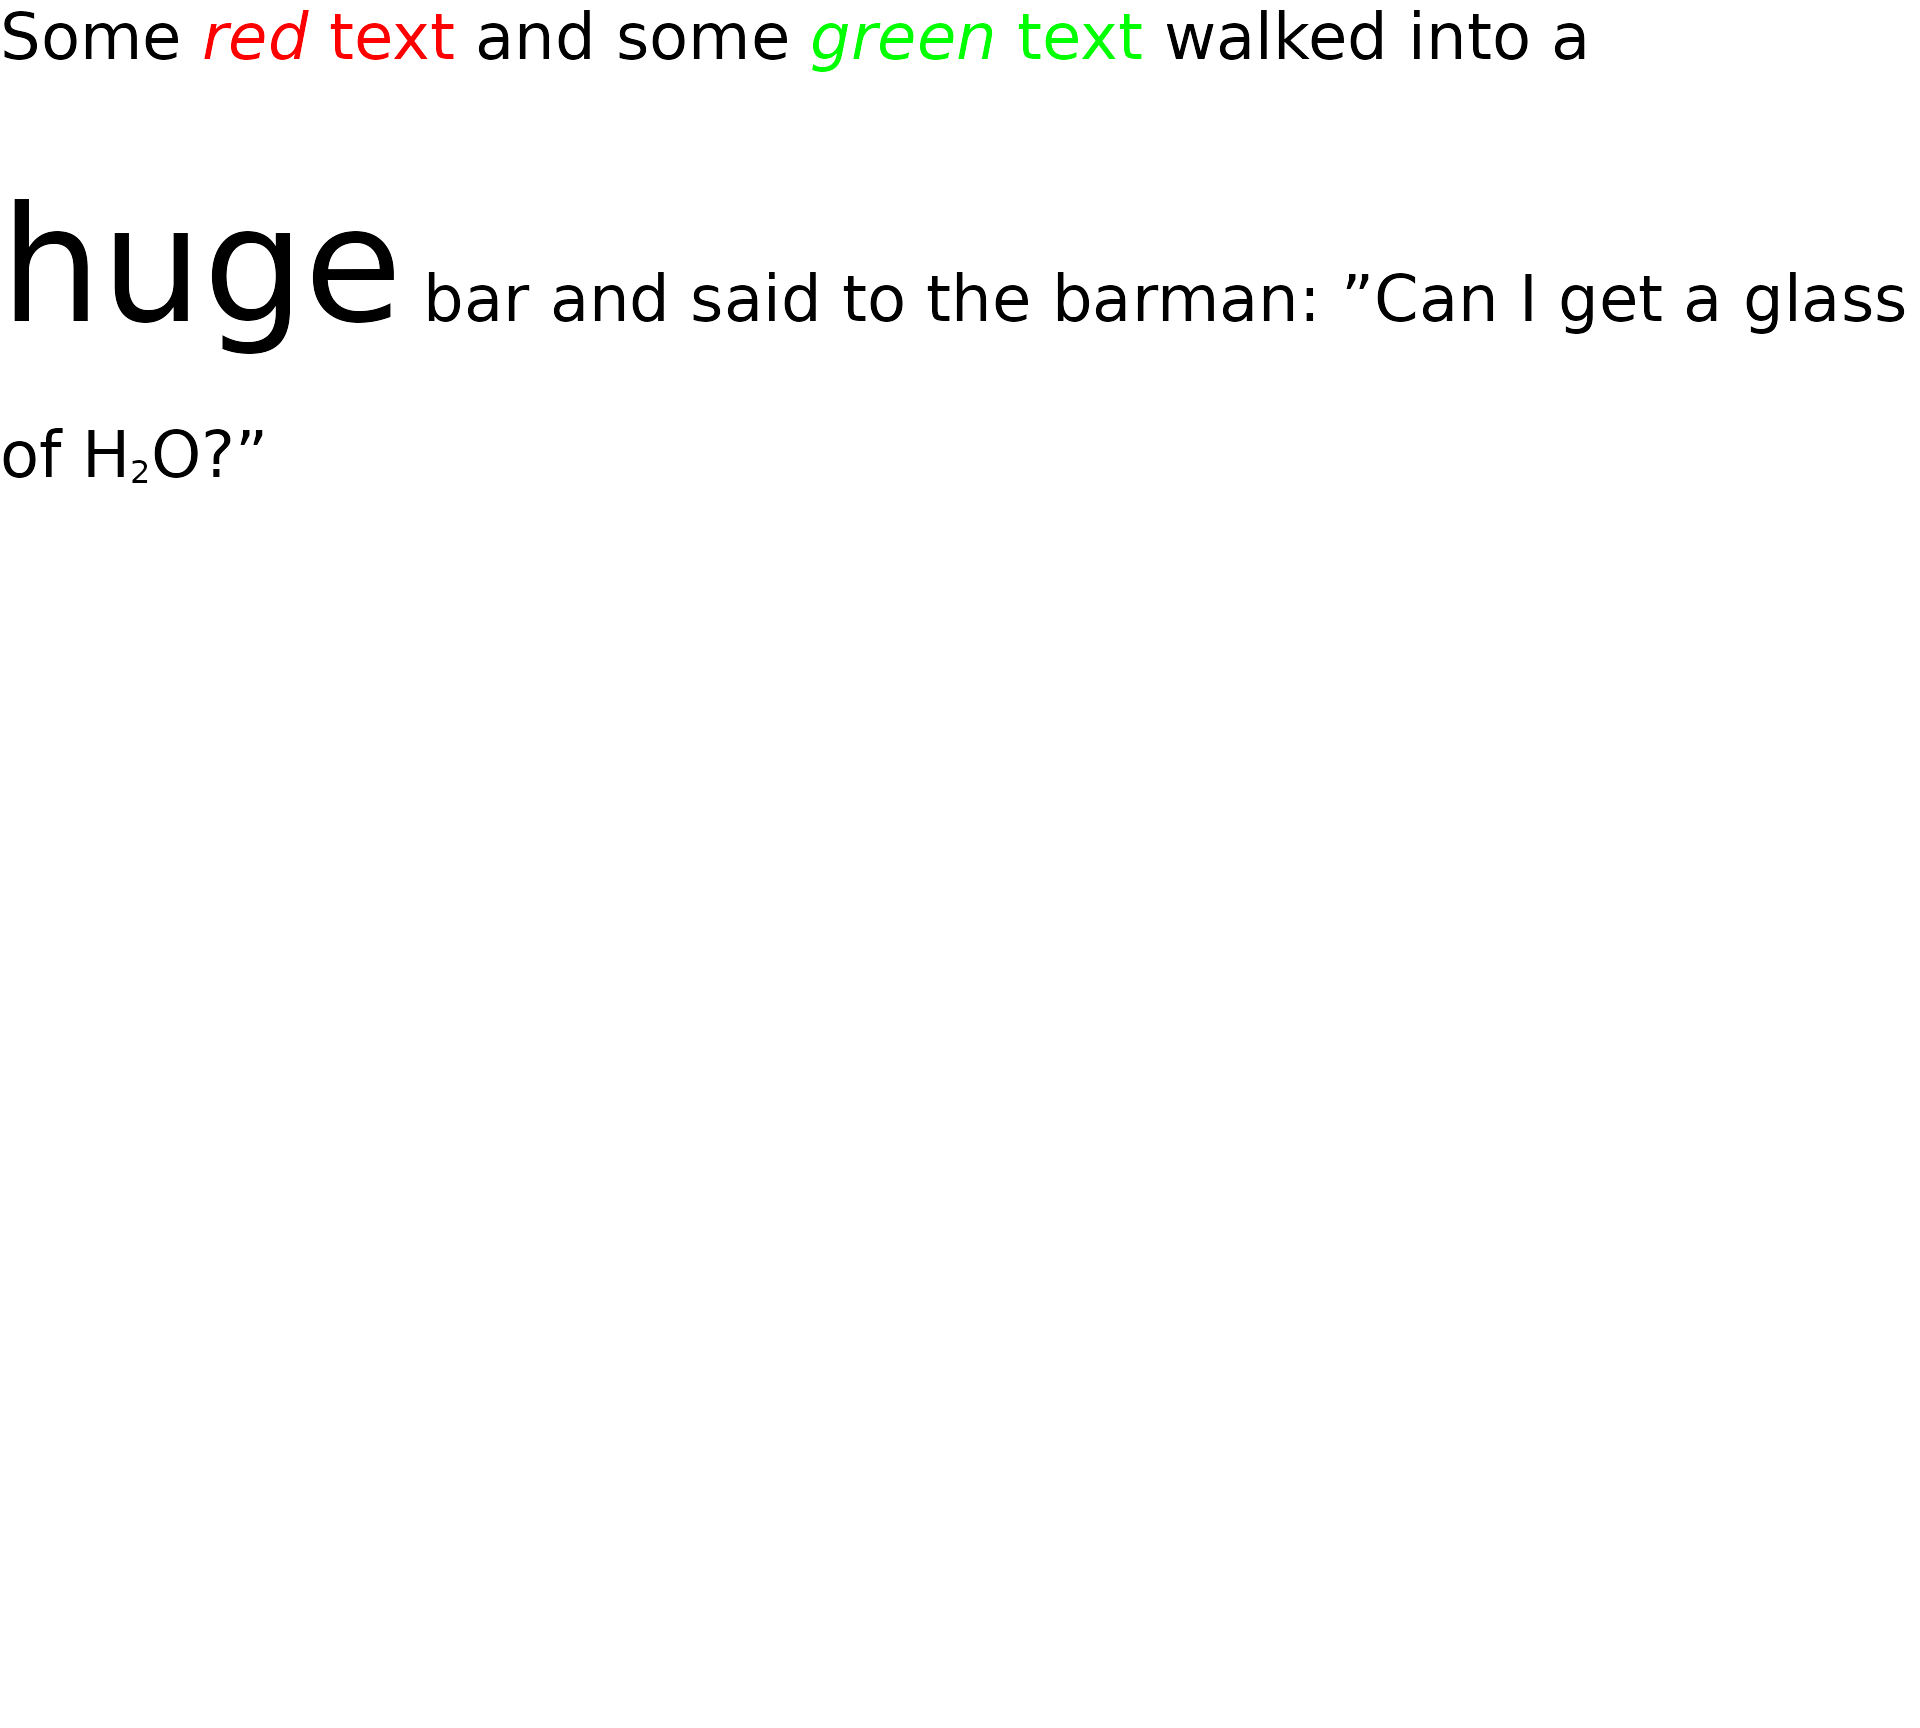 Some red text and some green text walked into a
huge bar and said to the barman: ”Can I get a glass
of H₂O?”